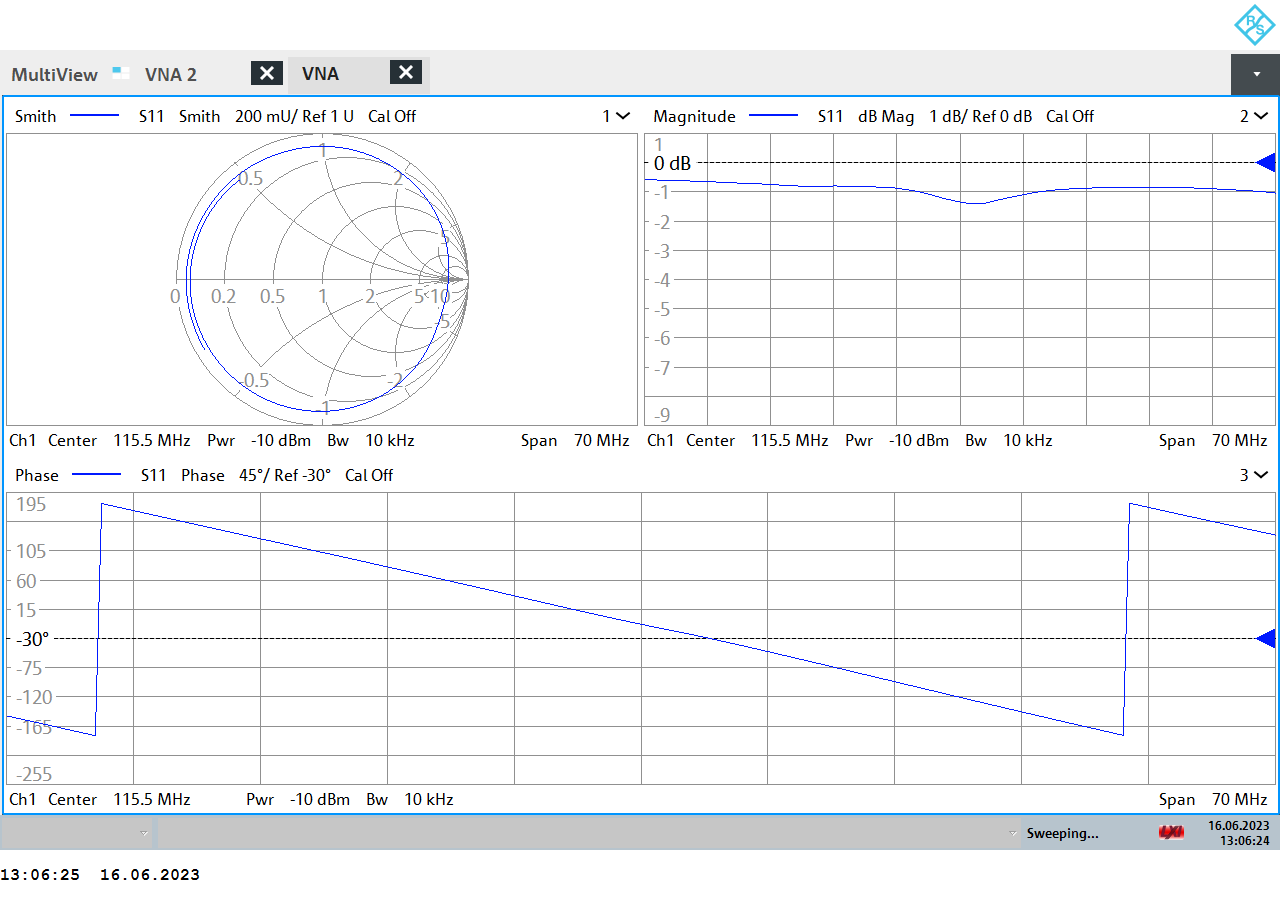 R S
MultiView VNA 2 VNA
Smith S11 Smith 200 mU/ Ref 1 U Cal Off 1
Magnitude S11 dB Mag 1 dB/ Ref 0 dB Cal Off 2
1
0.5 2
5
0 0.2 0.5 1 2 5 10
-5
-0.5 -2
-1
1
0 dB
-1
-2
-3
-4
-5
-6
-7
-9
Ch1 Center 115.5 MHz Pwr -10 dBm Bw 10 kHz Span 70 MHz
Ch1 Center 115.5 MHz Pwr -10 dBm Bw 10 kHz Span 70 MHz
Phase S11 Phase 45°/ Ref -30° Cal Off 3
195
105
60
15
-30°
-75
-120
-165
-255
Ch1 Center 115.5 MHz Pwr -10 dBm Bw 10 kHz Span 70 MHz
Sweeping... LXI 16.06.2023
13:06:24
13:06:25 16.06.2023